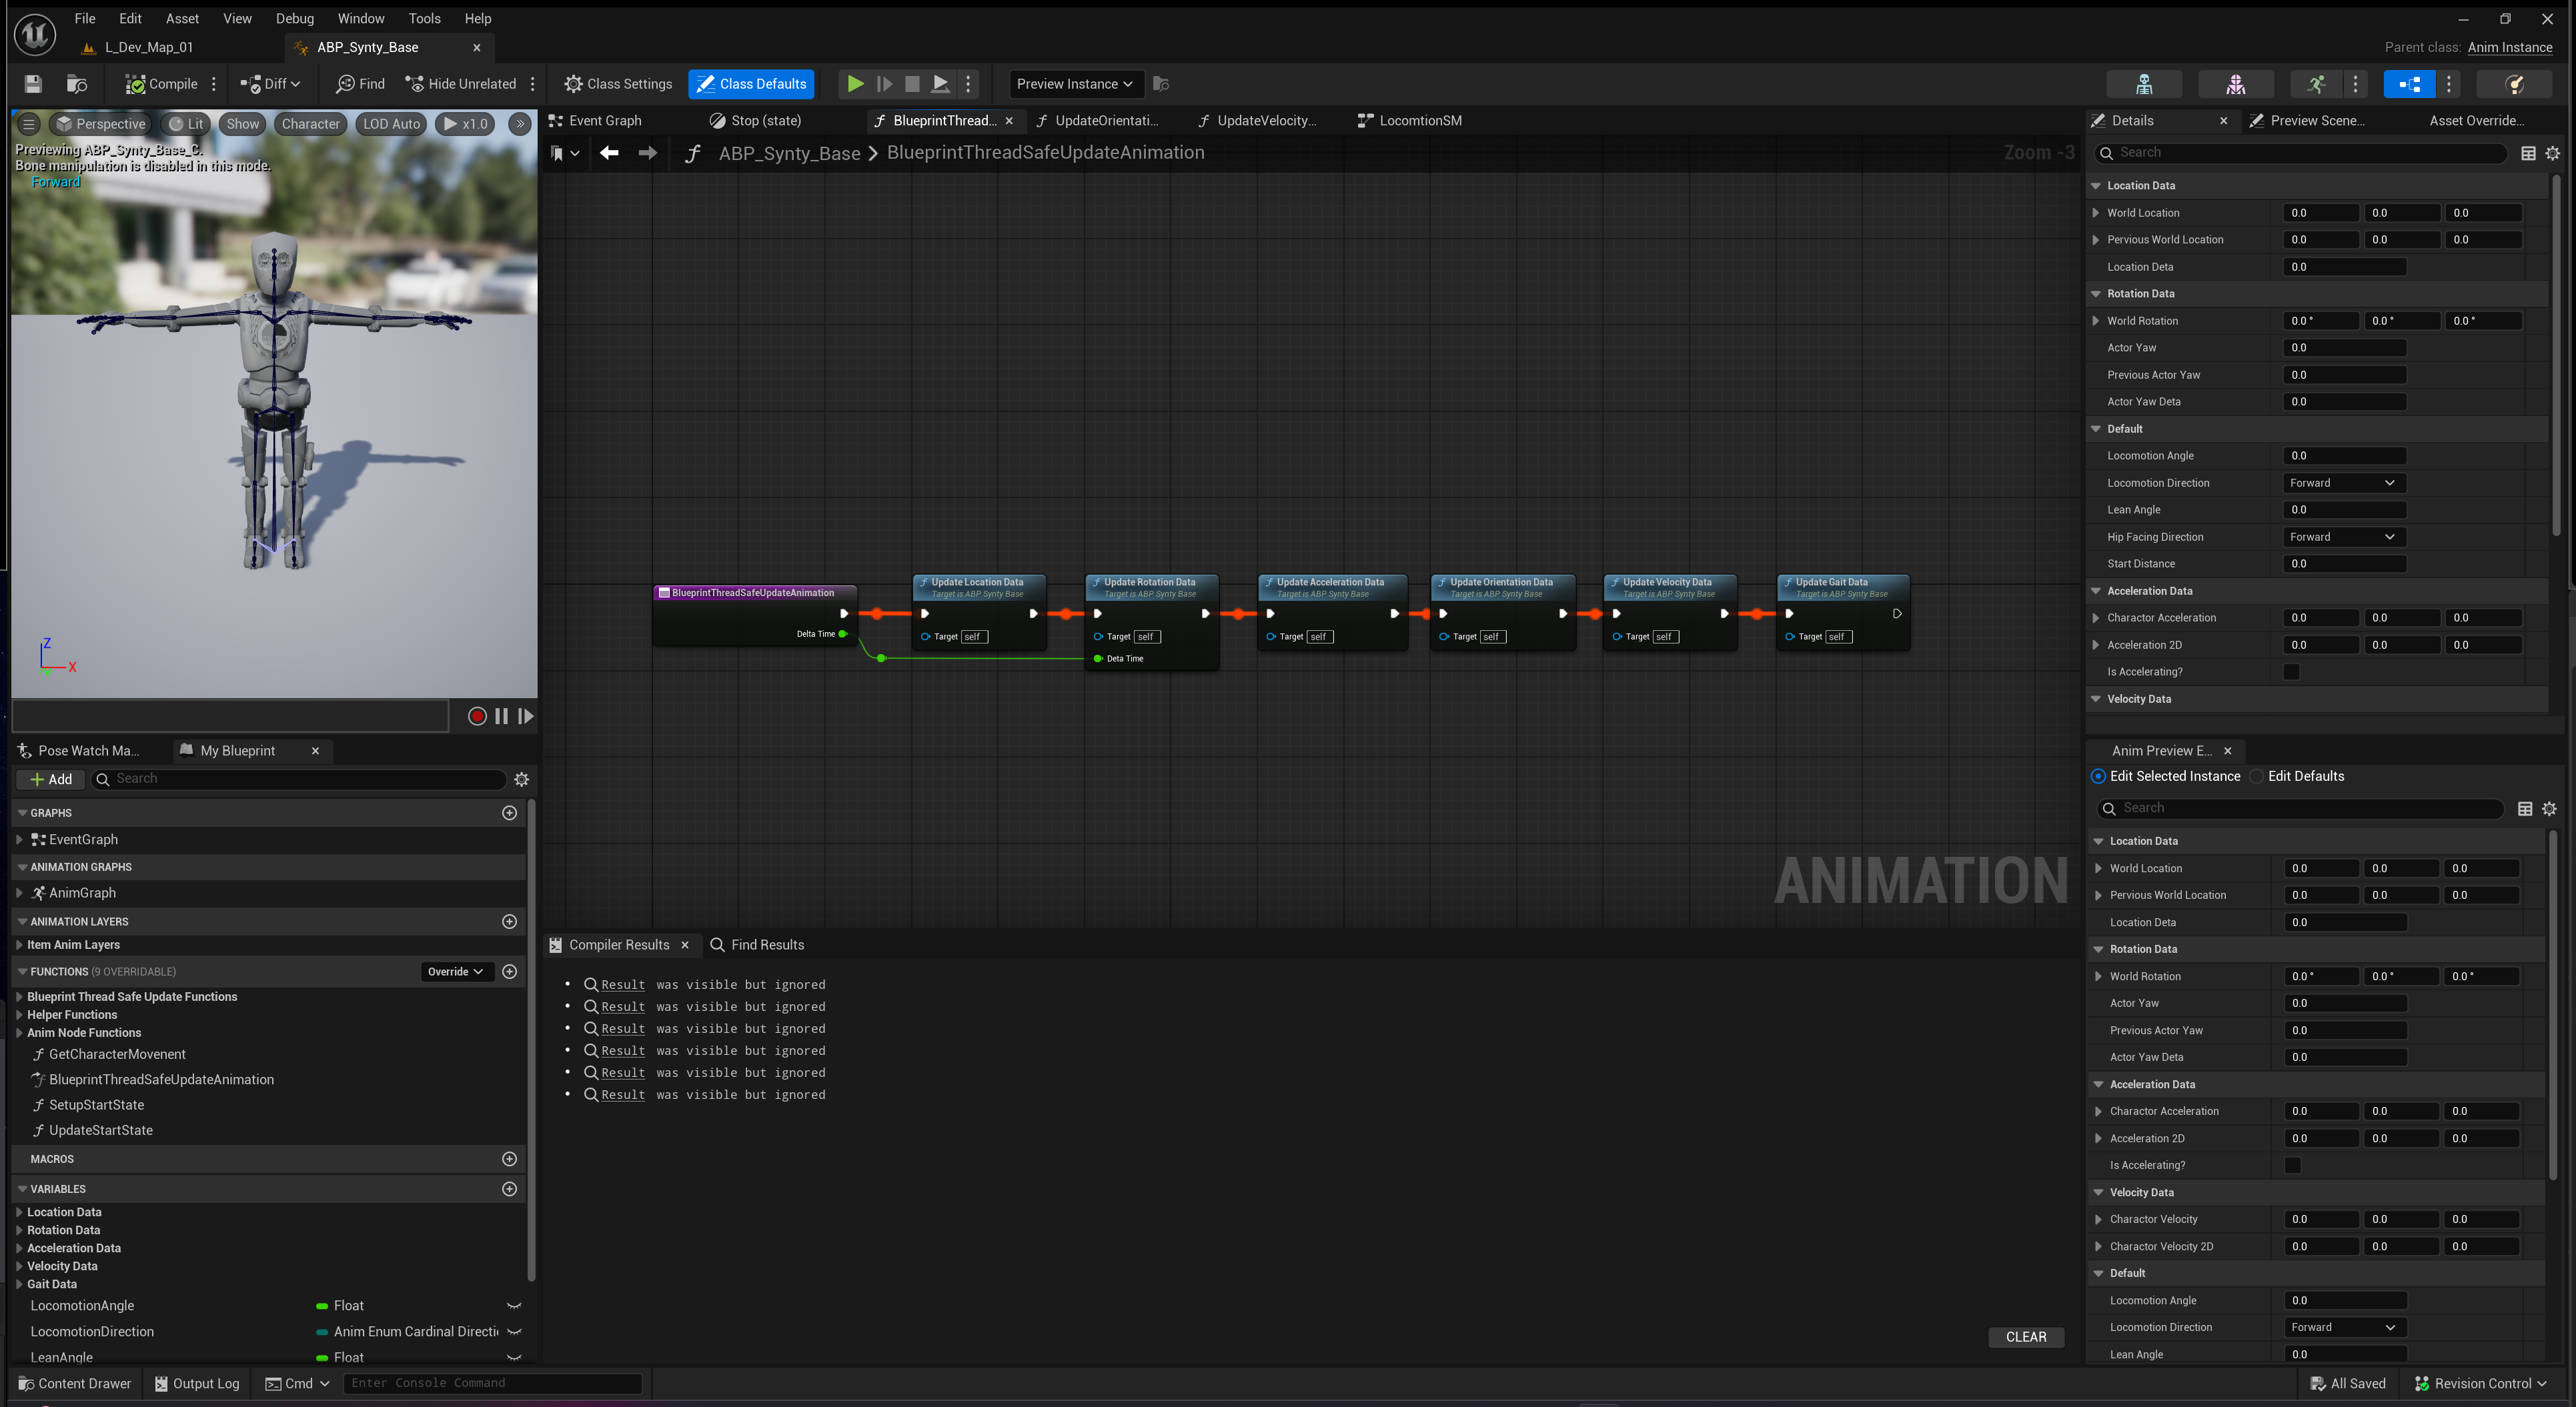 File Edit Asset View Debug Window Tools Help
L_Dev_Map_01
ABP_Synty_Base
Parent class: Anim Instance
Compile Diff Find Hide Unrelated Class Settings Class Defaults Preview Instance
Perspective Lit Show Character LOD Auto x1.0
Previewing ABP_Synty_Base_C.
Bone manipulation is disabled in this mode.
Forward
Z
X
Event Graph Stop (state) BlueprintThread... UpdateOrientati... UpdateVelocity... LocomtionSM
ABP_Synty_Base > BlueprintThreadSafeUpdateAnimation
Zoom -3
BlueprintThreadSafeUpdateAnimation
Delta Time
Update Location Data
Target is ABP Synty Base
Target self
Update Rotation Data
Target is ABP Synty Base
Target self
Deta Time
Update Acceleration Data
Target is ABP Synty Base
Target self
Update Orientation Data
Target is ABP Synty Base
Target self
Update Velocity Data
Target is ABP Synty Base
Target self
Update Gait Data
Target is ABP Synty Base
Target self
ANIMATION
Pose Watch Ma... My Blueprint
Add Search
GRAPHS
EventGraph
ANIMATION GRAPHS
AnimGraph
ANIMATION LAYERS
Item Anim Layers
FUNCTIONS (9 OVERRIDABLE) Override
Blueprint Thread Safe Update Functions
Helper Functions
Anim Node Functions
GetCharacterMovenent
BlueprintThreadSafeUpdateAnimation
SetupStartState
UpdateStartState
MACROS
VARIABLES
Location Data
Rotation Data
Acceleration Data
Velocity Data
Gait Data
LocomotionAngle Float
LocomotionDirection Anim Enum Cardinal Directi
LeanAngle Float
Compiler Results Find Results
• Result was visible but ignored
• Result was visible but ignored
• Result was visible but ignored
• Result was visible but ignored
• Result was visible but ignored
• Result was visible but ignored
CLEAR
Details Preview Scene... Asset Override...
Search
Location Data
World Location 0.0 0.0 0.0
Pervious World Location 0.0 0.0 0.0
Location Deta 0.0
Rotation Data
World Rotation 0.0 ° 0.0 ° 0.0 °
Actor Yaw 0.0
Previous Actor Yaw 0.0
Actor Yaw Deta 0.0
Default
Locomotion Angle 0.0
Locomotion Direction Forward
Lean Angle 0.0
Hip Facing Direction Forward
Start Distance 0.0
Acceleration Data
Charactor Acceleration 0.0 0.0 0.0
Acceleration 2D 0.0 0.0 0.0
Is Accelerating?
Velocity Data
Anim Preview E...
Edit Selected Instance Edit Defaults
Search
Location Data
World Location 0.0 0.0 0.0
Pervious World Location 0.0 0.0 0.0
Location Deta 0.0
Rotation Data
World Rotation 0.0 ° 0.0 ° 0.0 °
Actor Yaw 0.0
Previous Actor Yaw 0.0
Actor Yaw Deta 0.0
Acceleration Data
Charactor Acceleration 0.0 0.0 0.0
Acceleration 2D 0.0 0.0 0.0
Is Accelerating?
Velocity Data
Charactor Velocity 0.0 0.0 0.0
Charactor Velocity 2D 0.0 0.0 0.0
Default
Locomotion Angle 0.0
Locomotion Direction Forward
Lean Angle 0.0
Content Drawer Output Log Cmd Enter Console Command
All Saved Revision Control